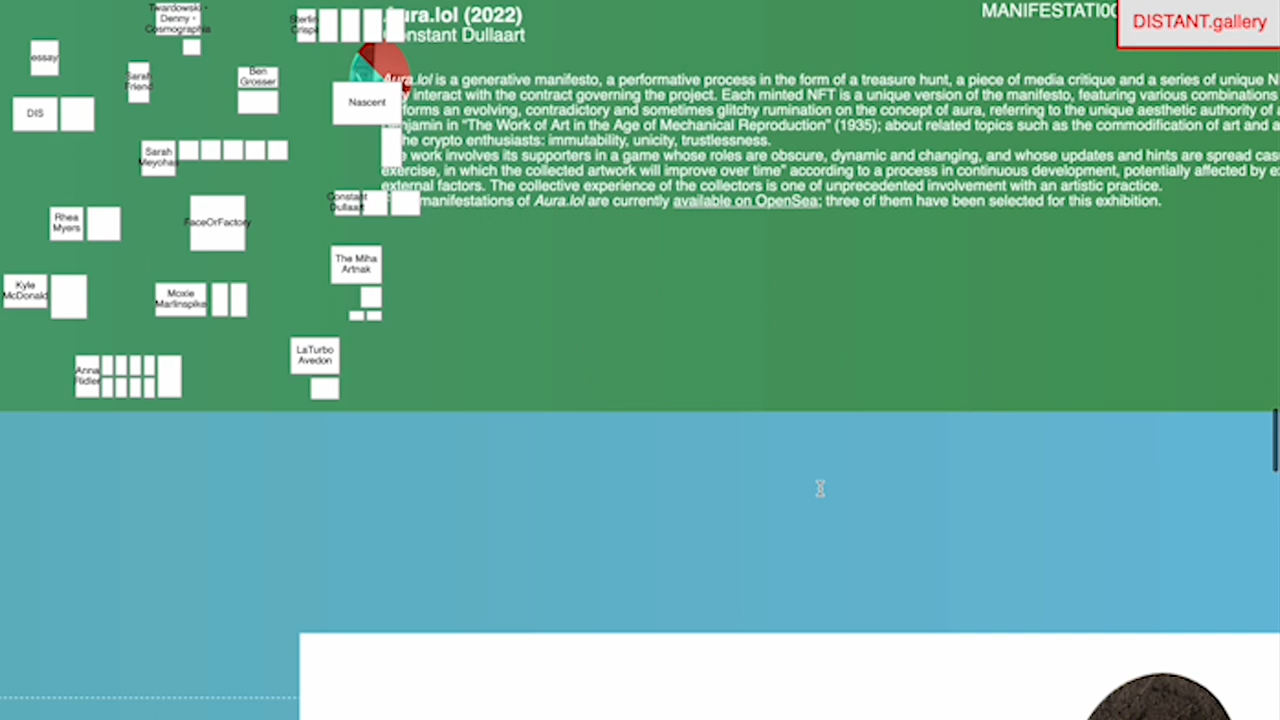 Twardowski -
Denny -
Cosmographia
essay
Sarah
Friend
Ben
Grosser
DIS
Nascent
Sarah
Meyohas
Constant
Dullaart
Rhea
Myers
FaceOrFactory
The Miha
Artnak
Kyle
McDonald
Moxie
Marlinspike
LaTurbo
Avedon
Anna
Ridler
Aura.lol (2022)
Constant Dullaart
MANIFESTATI
DISTANT.gallery
Aura.lol is a generative manifesto, a performative process in the form of a treasure hunt, a piece of media critique and a series of unique N
interact with the contract governing the project. Each minted NFT is a unique version of the manifesto, featuring various combinations
forms an evolving, contradictory and sometimes glitchy rumination on the concept of aura, referring to the unique aesthetic authority of
enjamin in "The Work of Art in the Age of Mechanical Reproduction" (1935); about related topics such as the commodification of art and a
crypto enthusiasts: immutability, unicity, trustlessness.
work involves its supporters in a game whose roles are obscure, dynamic and changing, and whose updates and hints are spread cas
exercise, in which the collected artwork will improve over time" according to a process in continuous development, potentially affected by e
external factors. The collective experience of the collectors is one of unprecedented involvement with an artistic practice.
manifestations of Aura.lol are currently available on OpenSea; three of them have been selected for this exhibition.